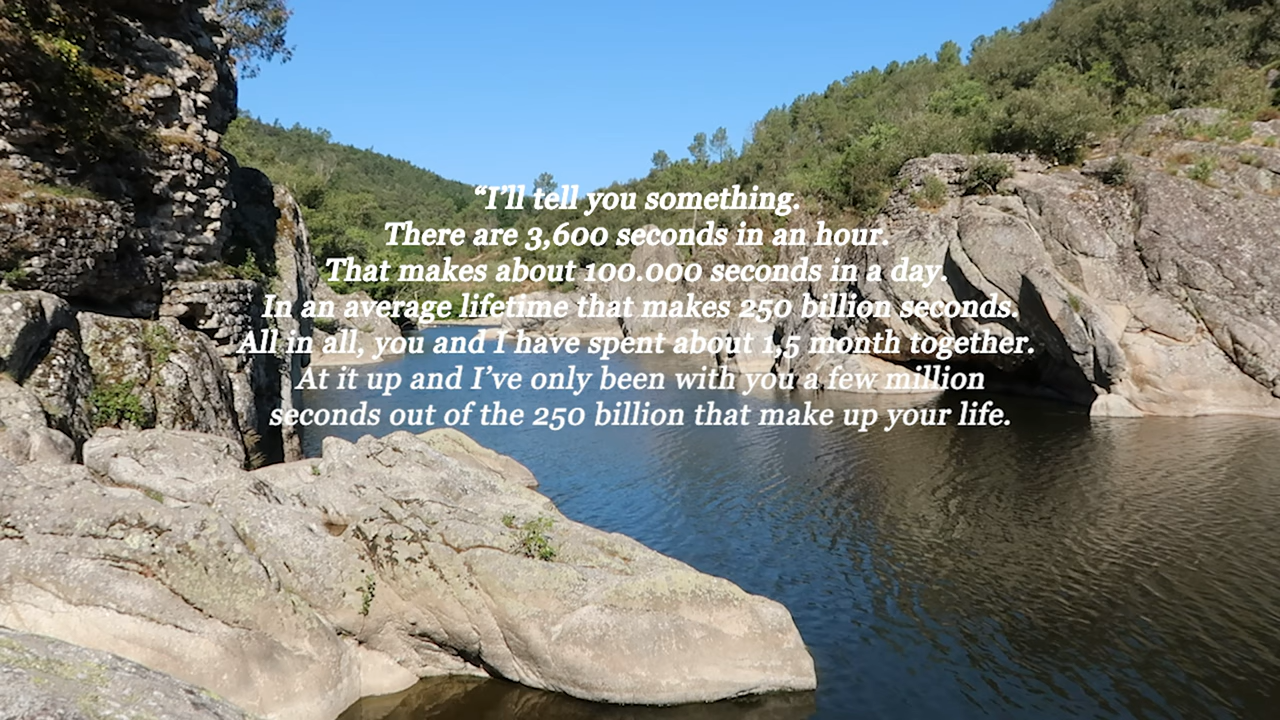 “I’ll tell you something.
There are 3,600 seconds in an hour.
That makes about 100.000 seconds in a day.
In an average lifetime that makes 250 billion seconds.
All in all, you and I have spent about 1,5 month together.
At it up and I’ve only been with you a few million
seconds out of the 250 billion that make up your life.